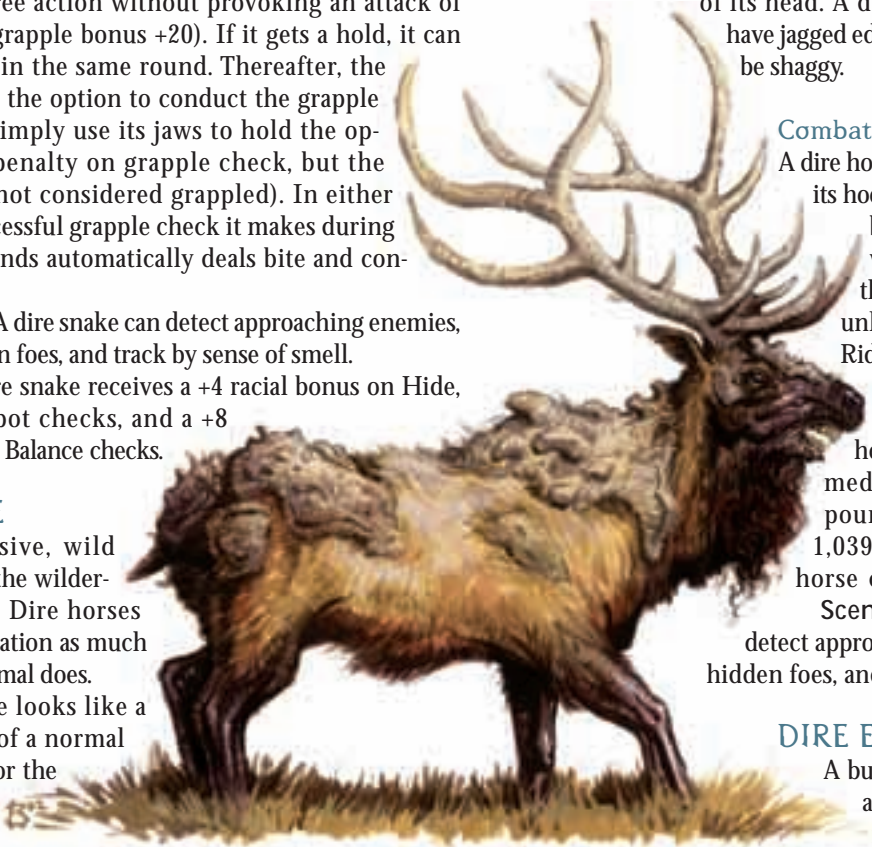 ree action without provoking an attack of
grapple bonus +20). If it gets a hold, it can
in the same round. Thereafter, the
the option to conduct the grapple
imply use its jaws to hold the op-
penalty on grapple check, but the
not considered grappled). In either
cessful grapple check it makes during
nds automatically deals bite and con-
A dire snake can detect approaching enemies,
n foes, and track by sense of smell.
re snake receives a +4 racial bonus on Hide,
pot checks, and a +8
Balance checks.
sive, wild
the wilder-
Dire horses
ation as much
mal does.
e looks like a
of a normal
or the
of its head. A d
have jagged ed
be shaggy.
Combat
A dire ho
its hoo
th
unl
Rid
ho
med
pour
1,039
horse
Scen
detect appro
hidden foes, and
DIRE E
A bu
a